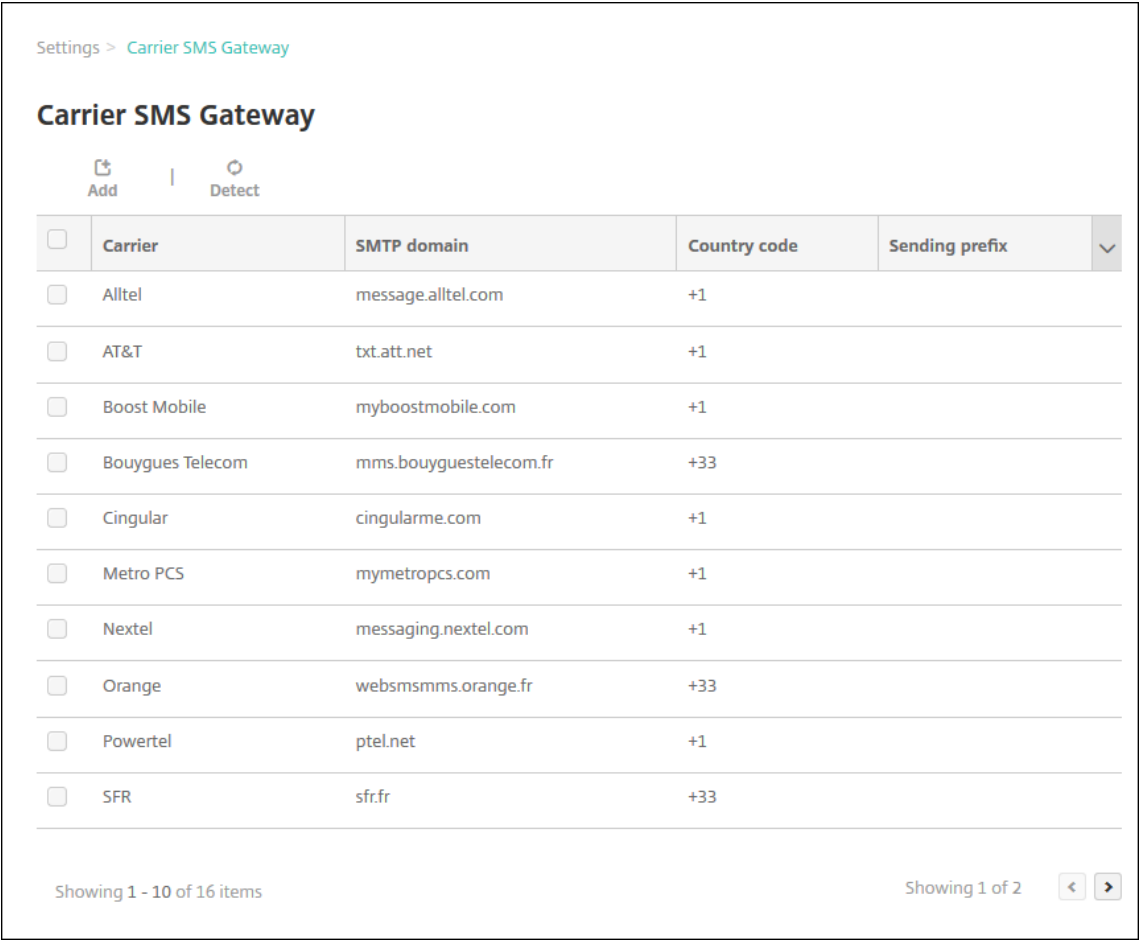 Settings > Carrier SMS Gateway
Carrier SMS Gateway
Add | Detect
Carrier SMTP domain Country code Sending prefix
Alltel message.alltel.com +1
AT&T txt.att.net +1
Boost Mobile myboostmobile.com +1
Bouygues Telecom mms.bouyguestelecom.fr +33
Cingular cingularme.com +1
Metro PCS mymetropcs.com +1
Nextel messaging.nextel.com +1
Orange websmsmms.orange.fr +33
Powertel ptel.net +1
SFR sfr.fr +33
Showing 1 - 10 of 16 items Showing 1 of 2